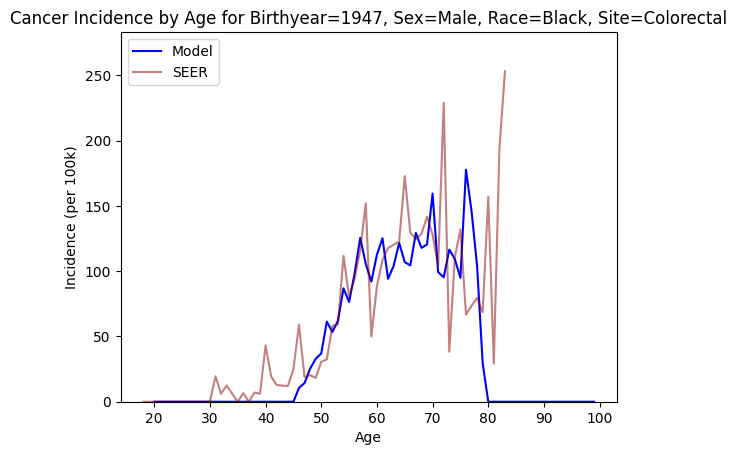 Cancer Incidence by Age for Birthyear=1947, Sex=Male, Race=Black, Site=Colorectal
Model
SEER
250
200
150
100
50
0
Incidence (per 100k)
20 30 40 50 60 70 80 90 100
Age